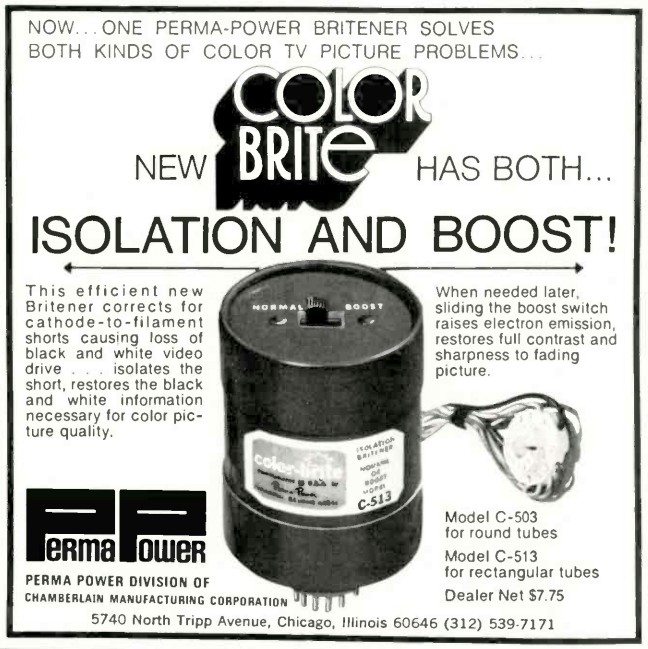 NOW... ONE PERMA-POWER BRITENER SOLVES
BOTH KINDS OF COLOR TV PICTURE PROBLEMS...
COLOR
BRITe
NEW
HAS BOTH...
ISOLATION AND BOOST!
This efficient new
Britener corrects for
cathode-to-filament
shorts causing loss of
black and white video
drive . . . isolates the
short, restores the black
and white information
necessary for color pic-
ture quality.
NORMAL BOOST
When needed later,
sliding the boost switch
raises electron emission,
restores full contrast and
sharpness to fading
picture.
color-brite
Perma-Power
ISOLATION
BRITENER
NORMAL
OR
BOOST
MODEL
C-513
PERMA POWER
PERMA POWER DIVISION OF
CHAMBERLAIN MANUFACTURING CORPORATION
Model C-503
for round tubes
Model C-513
for rectangular tubes
Dealer Net $7.75
5740 North Tripp Avenue, Chicago, Illinois 60646 (312) 539-7171